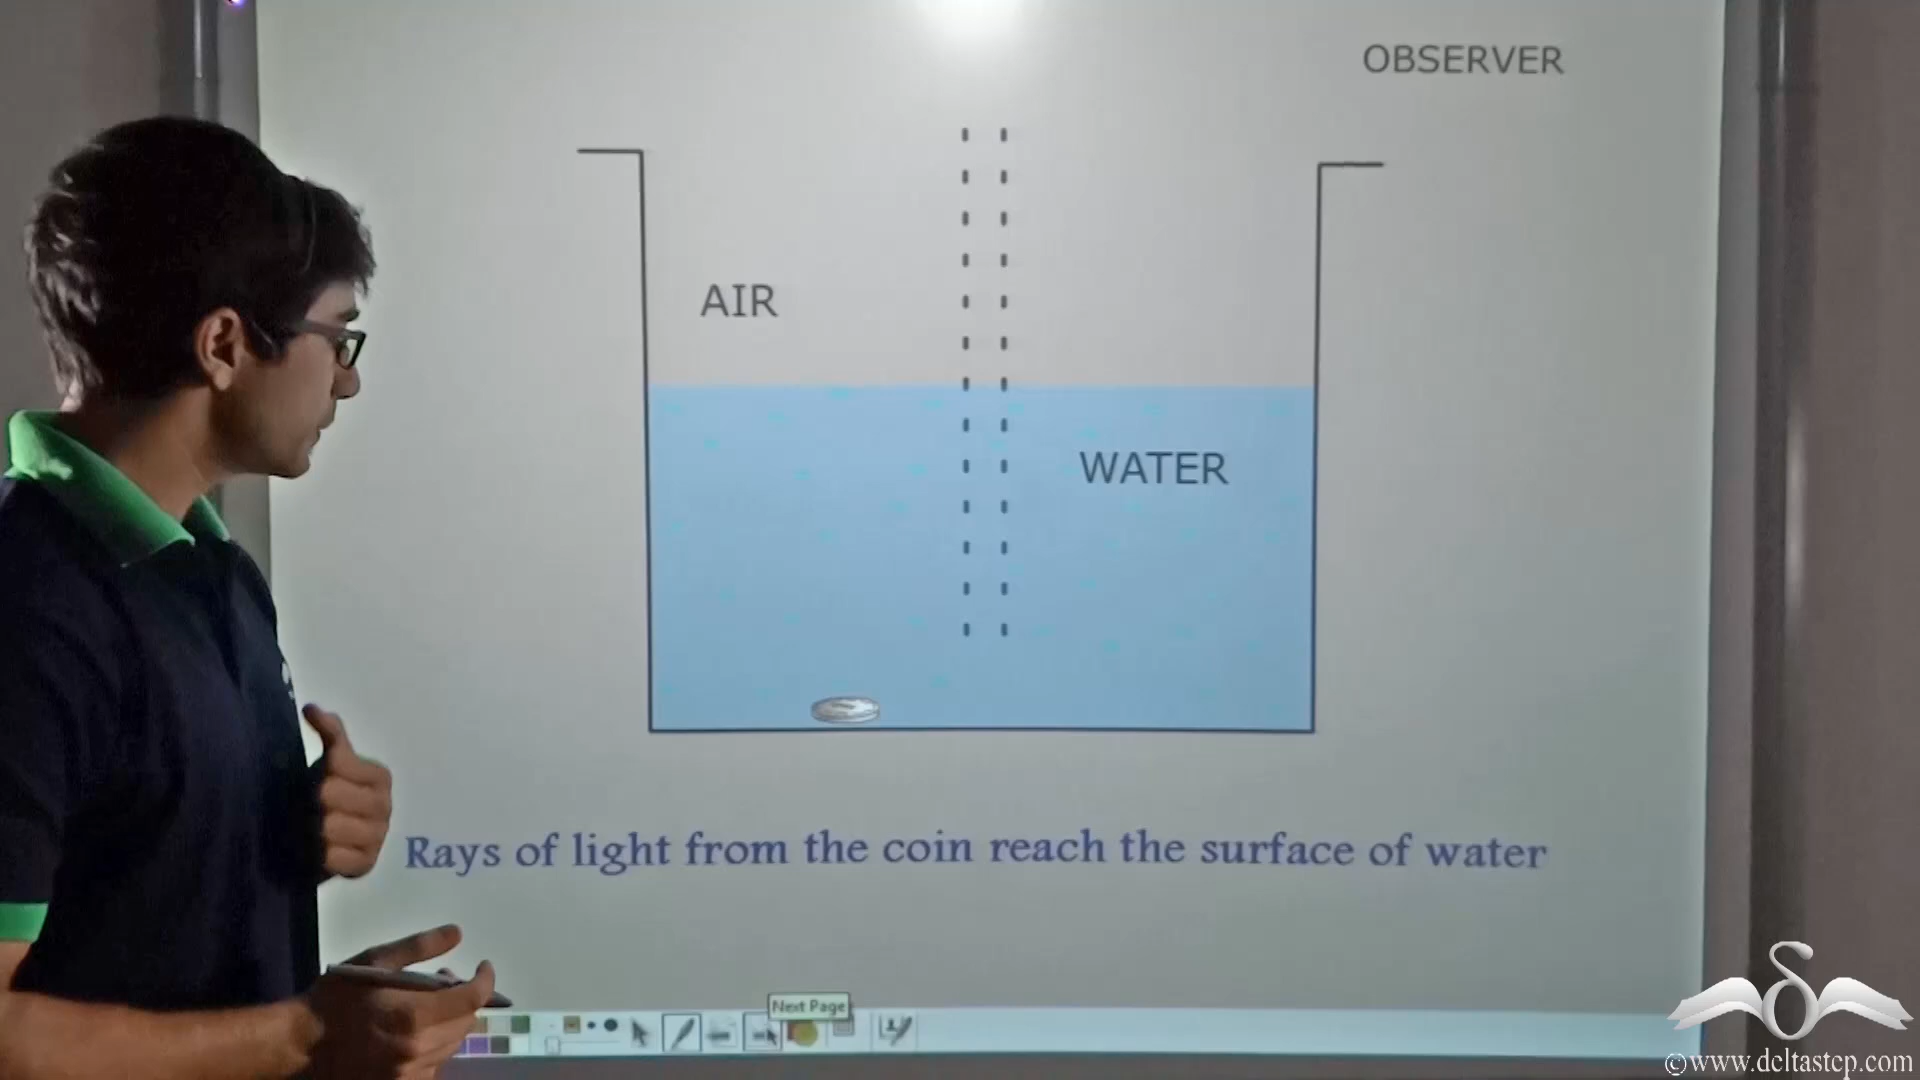 OBSERVER
AIR
WATER
Rays of light from the coin reach the surface of water
Next Page
©www.deltastep.com